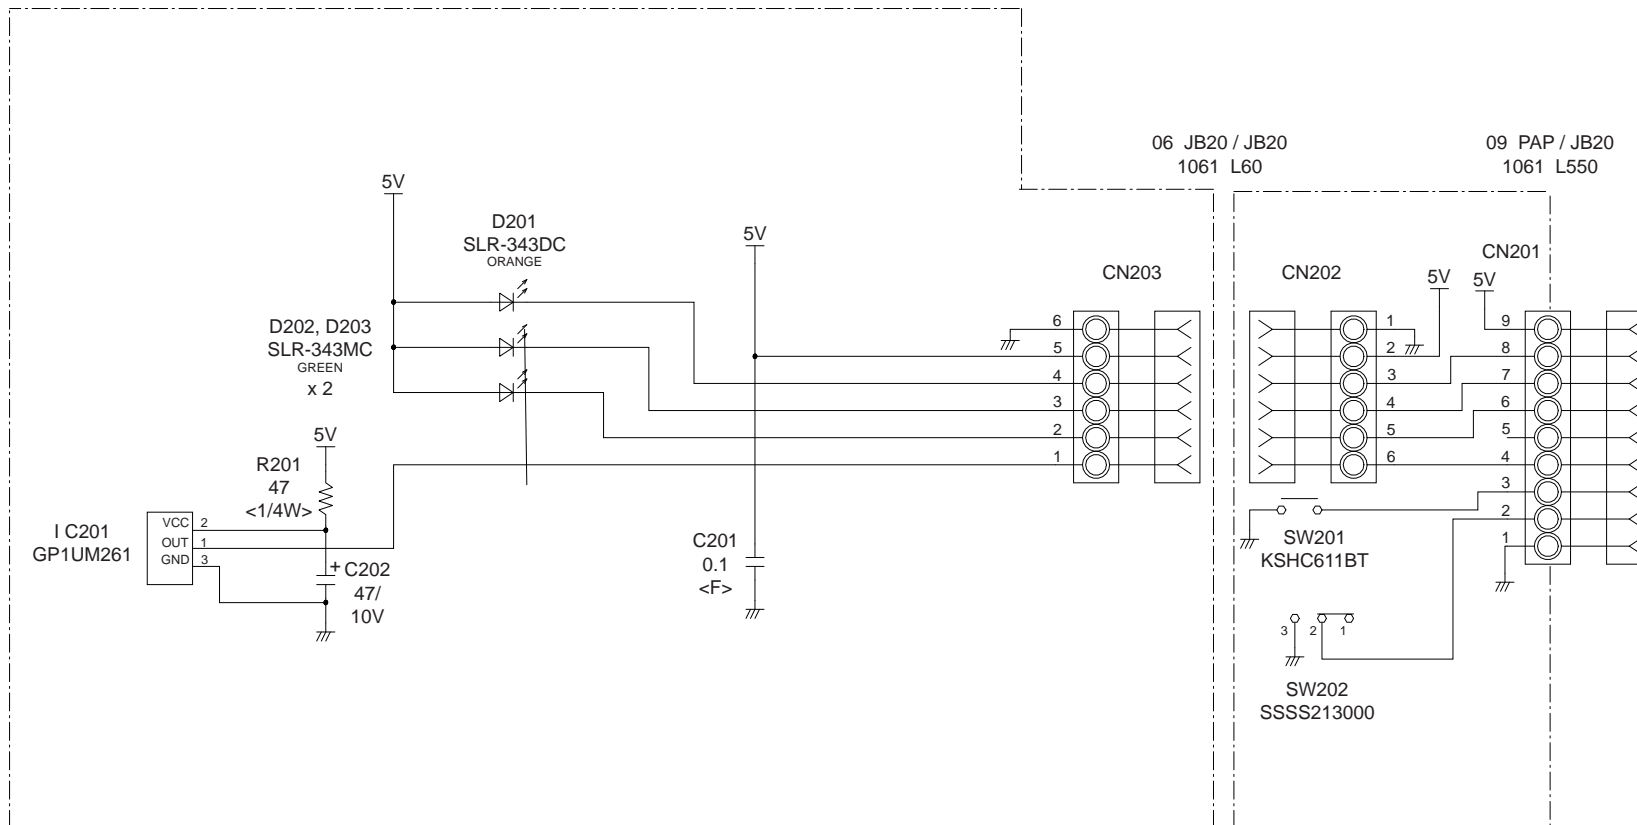 06 JB20 / JB20
1061 L60
09 PAP / JB20
1061 L550
5V
D201
SLR-343DC
ORANGE
5V
CN203
CN202
5V
5V
CN201
D202, D203
SLR-343MC
GREEN
x 2
6
5
4
3
2
1
1
2
3
4
5
6
9
8
7
6
5
4
3
2
1
5V
R201
47
<1/4W>
I C201
GP1UM261
VCC
OUT
GND
2
1
3
+
C202
47/
10V
C201
0.1
<F>
SW201
KSHC611BT
3
2
1
SW202
SSSS213000